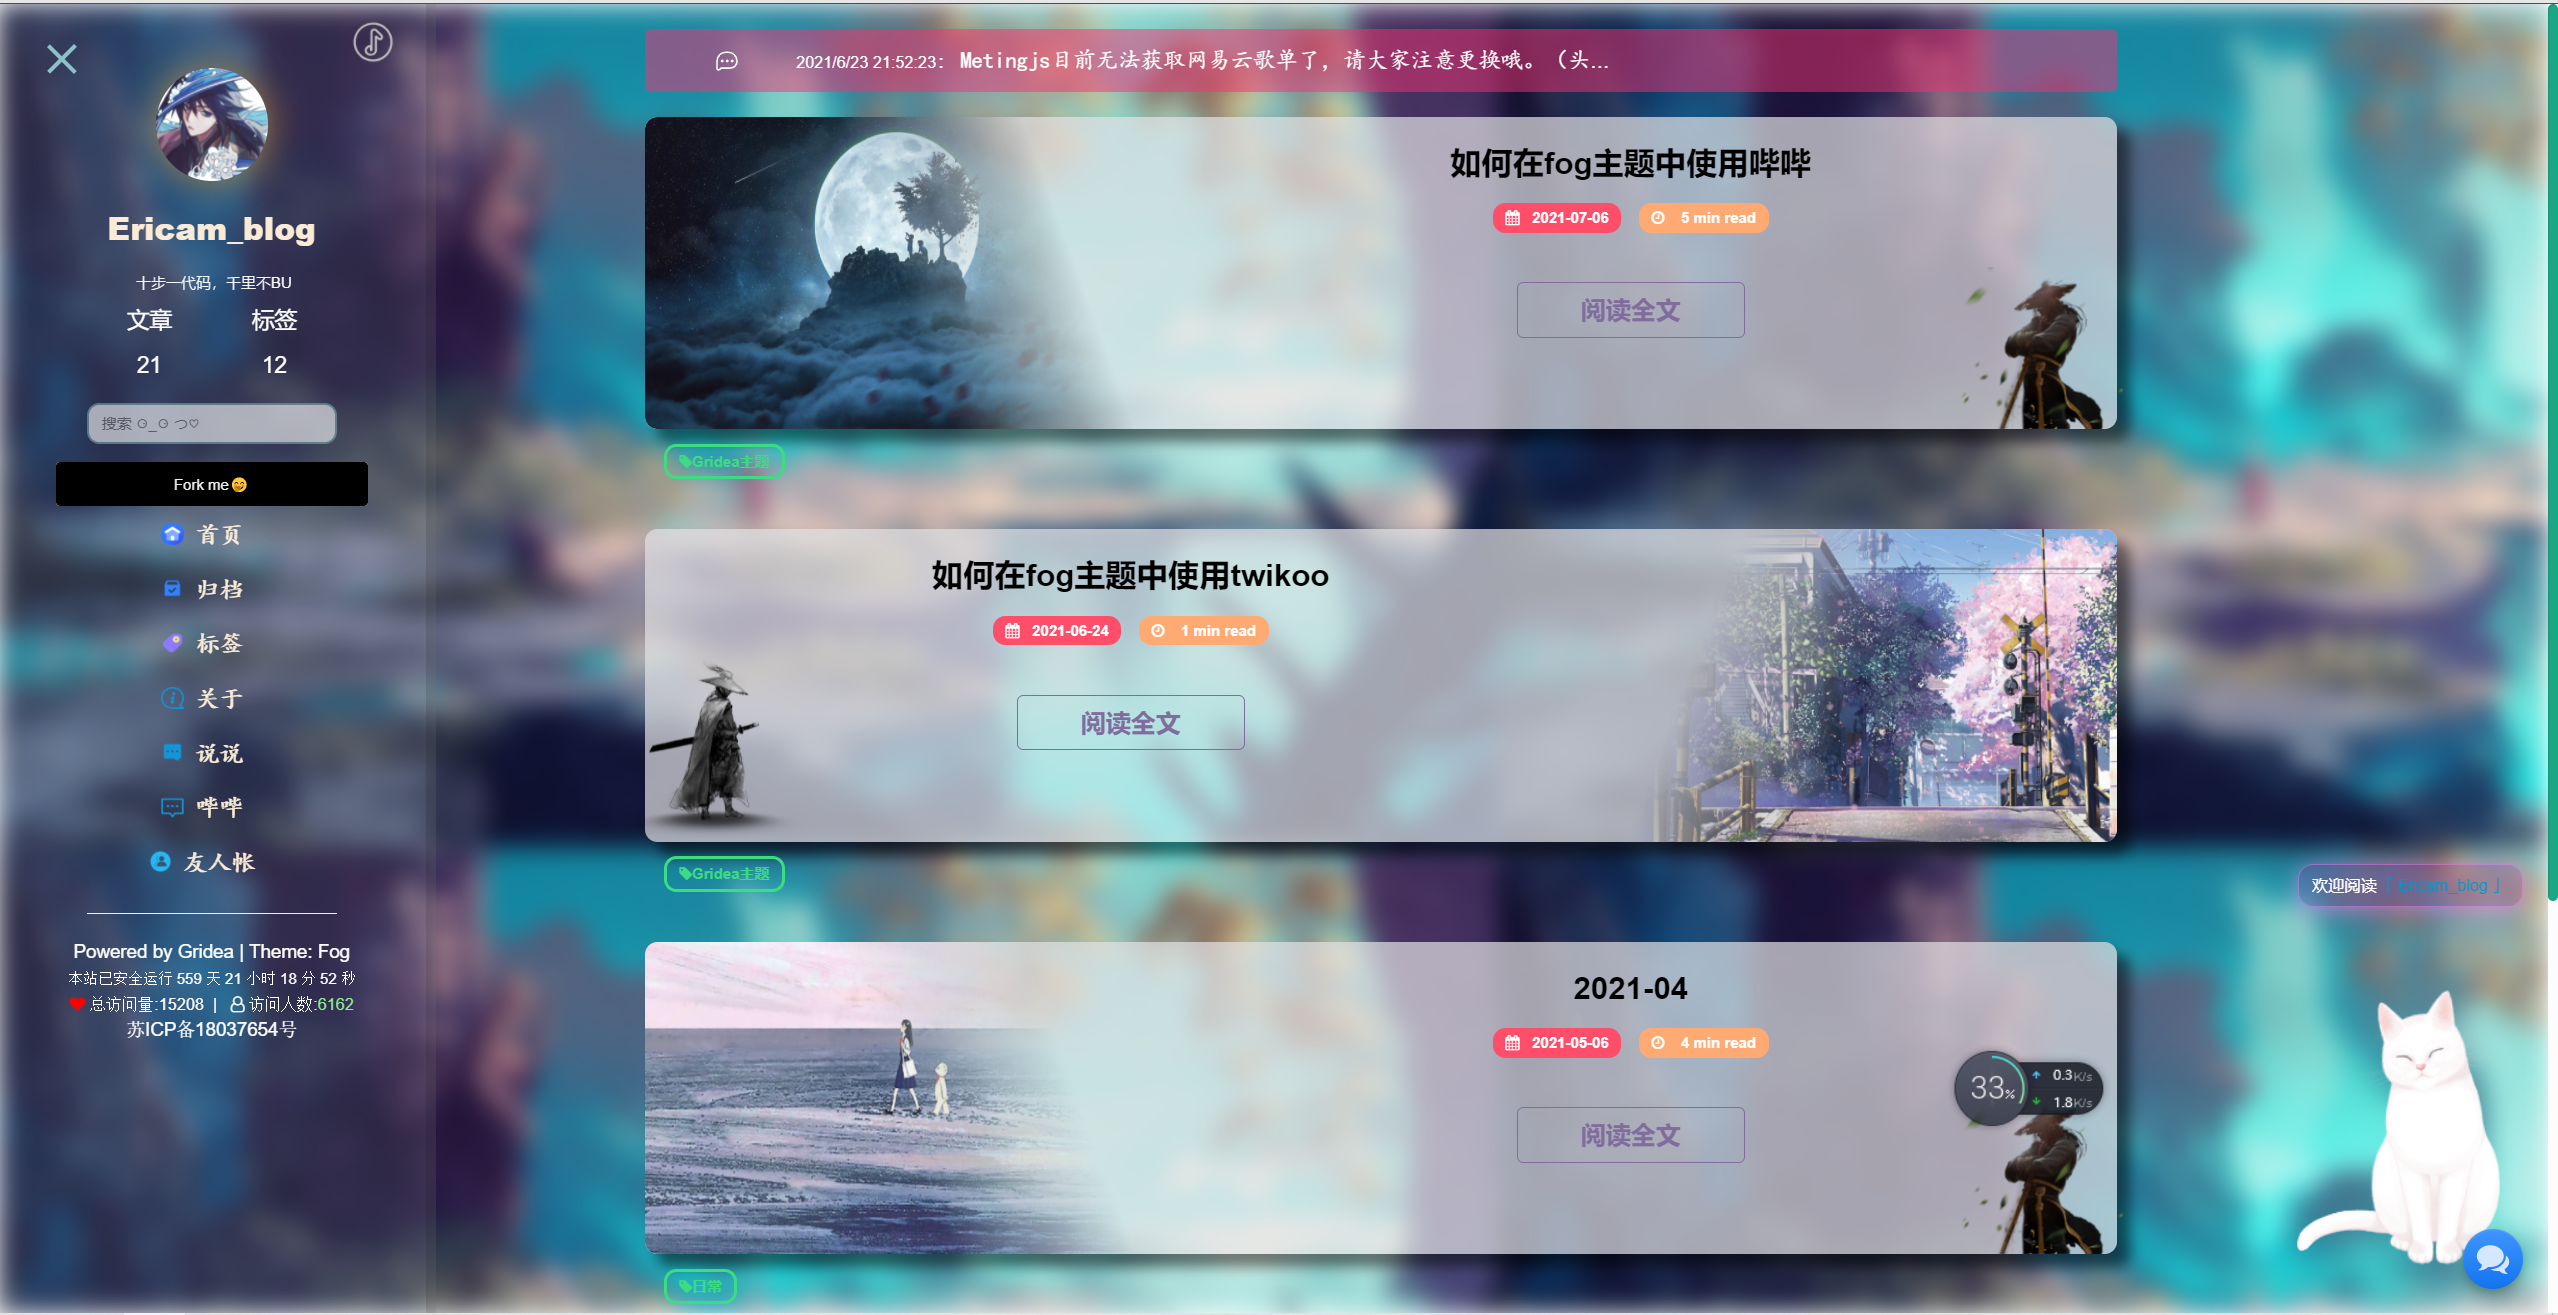 Ericam_blog
十步一代码，千里不BU
文章 标签
21 12
搜索 ⊙_⊙ つ♡
Fork me😋
首页
归档
标签
关于
说说
哔哔
友人帐
Powered by Gridea | Theme: Fog
本站已安全运行 559 天 21 小时 18 分 52 秒
总访问量:15208 | 访问人数:6162
苏ICP备18037654号
2021/6/23 21:52:23：Metingjs目前无法获取网易云歌单了，请大家注意更换哦。（头...
如何在fog主题中使用哔哔
2021-07-06 5 min read
阅读全文
Gridea主题
如何在fog主题中使用twikoo
2021-06-24 1 min read
阅读全文
Gridea主题
2021-04
2021-05-06 4 min read
阅读全文
日常
33%
0.3K/s
1.8K/s
欢迎阅读「 Ericam_blog 」